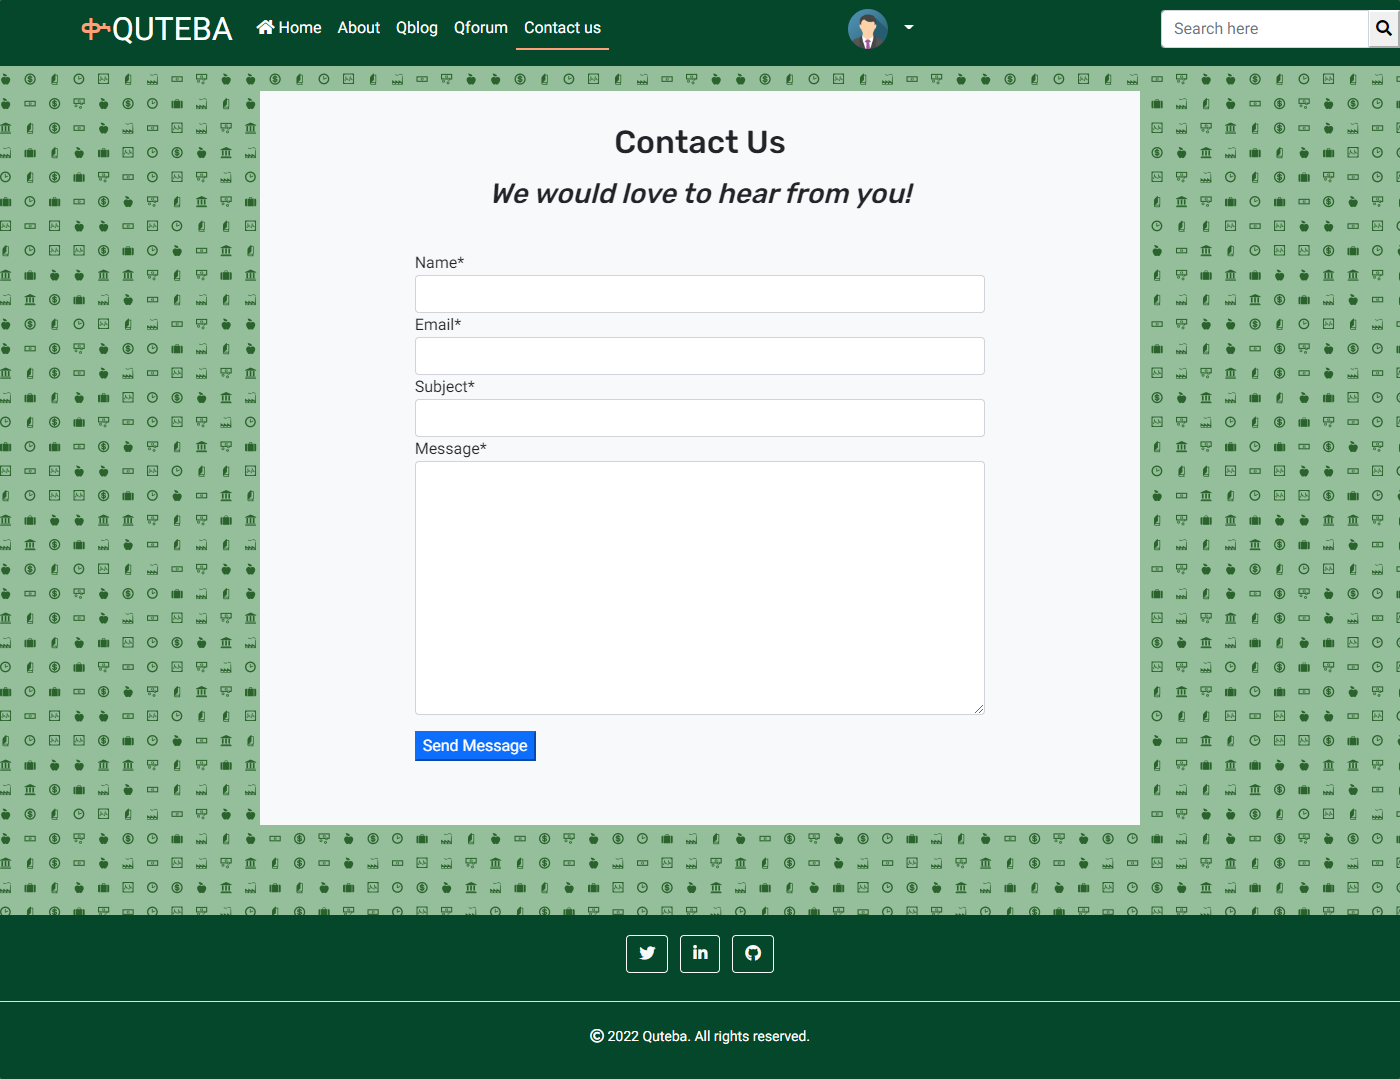 ቁ-QUTEBA Home About Qblog Qforum Contact us Search here
Contact Us
We would love to hear from you!
Name*
Email*
Subject*
Message*
Send Message
© 2022 Quteba. All rights reserved.